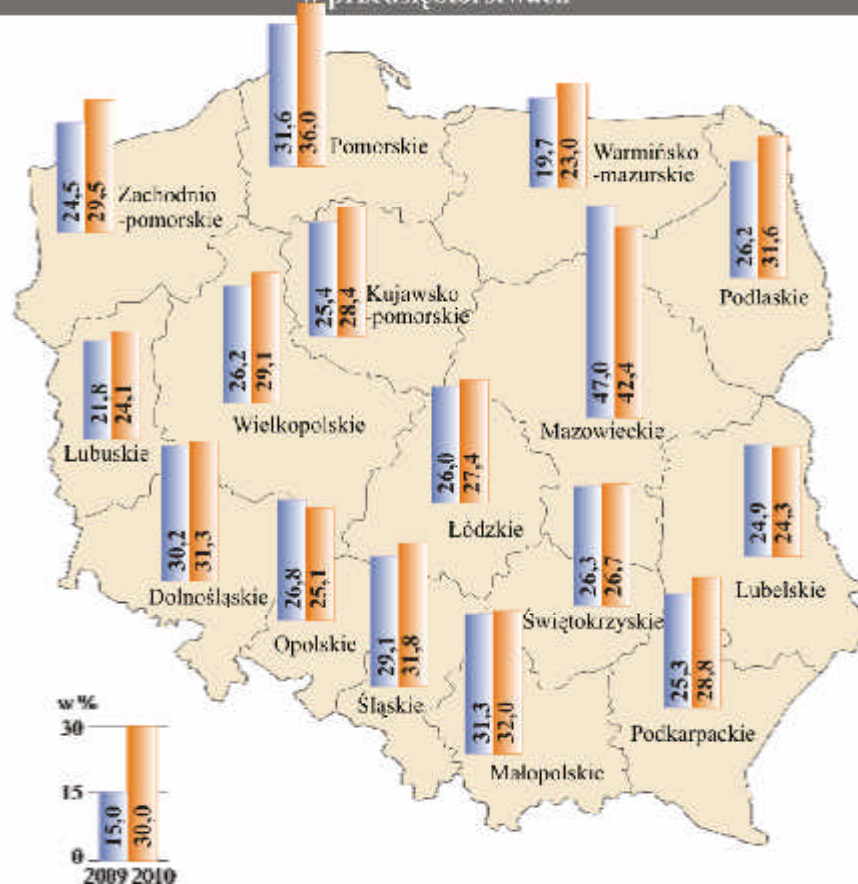 w przedsiębiorstwach
31,6 36,0
Pomorskie
19,7 23,0
Warmińsko
-mazurskie
24,5 29,5
Zachodnio
-pomorskie
26,2 31,6
Podlaskie
25,4 28,4
Kujawsko
-pomorskie
47,0 42,4
Mazowieckie
26,2 29,1
Wielkopolskie
21,8 24,1
Lubuskie
26,0 27,4
Łódzkie
30,2 31,3
Dolnośląskie
24,9 24,3
Lubelskie
26,8 25,1
Opolskie
26,3 26,7
Świętokrzyskie
29,1 31,8
Śląskie
25,3 28,8
Podkarpackie
31,3 32,0
Małopolskie
w %
30
15
0
15,0 30,0
2009 2010